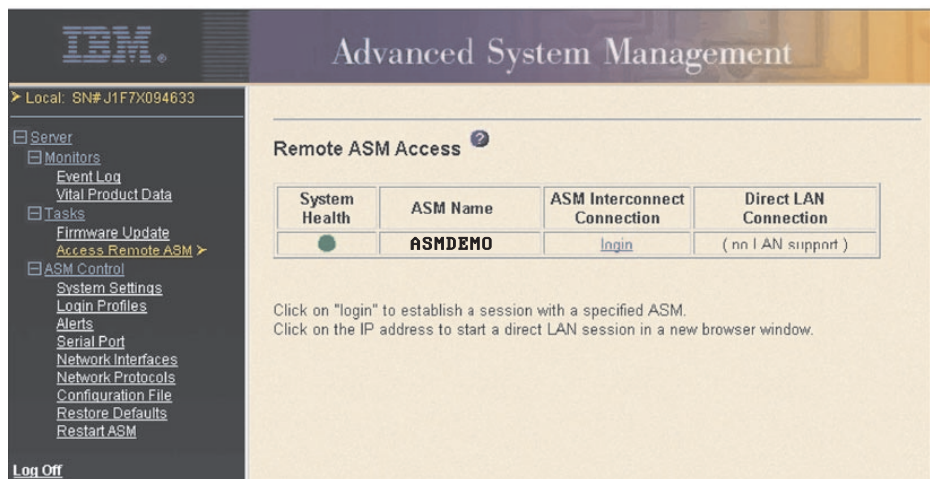 IBM.
Advanced System Management
Local: SN# J1F7X094633
Server
Monitors
Event Log
Vital Product Data
Tasks
Firmware Update
Access Remote ASM
ASM Control
System Settings
Login Profiles
Alerts
Serial Port
Network Interfaces
Network Protocols
Configuration File
Restore Defaults
Restart ASM
Log Off
Remote ASM Access ?
System Health
ASM Name
ASM Interconnect Connection
Direct LAN Connection
ASMDEMO
login
( no LAN support )
Click on "login" to establish a session with a specified ASM.
Click on the IP address to start a direct LAN session in a new browser window.